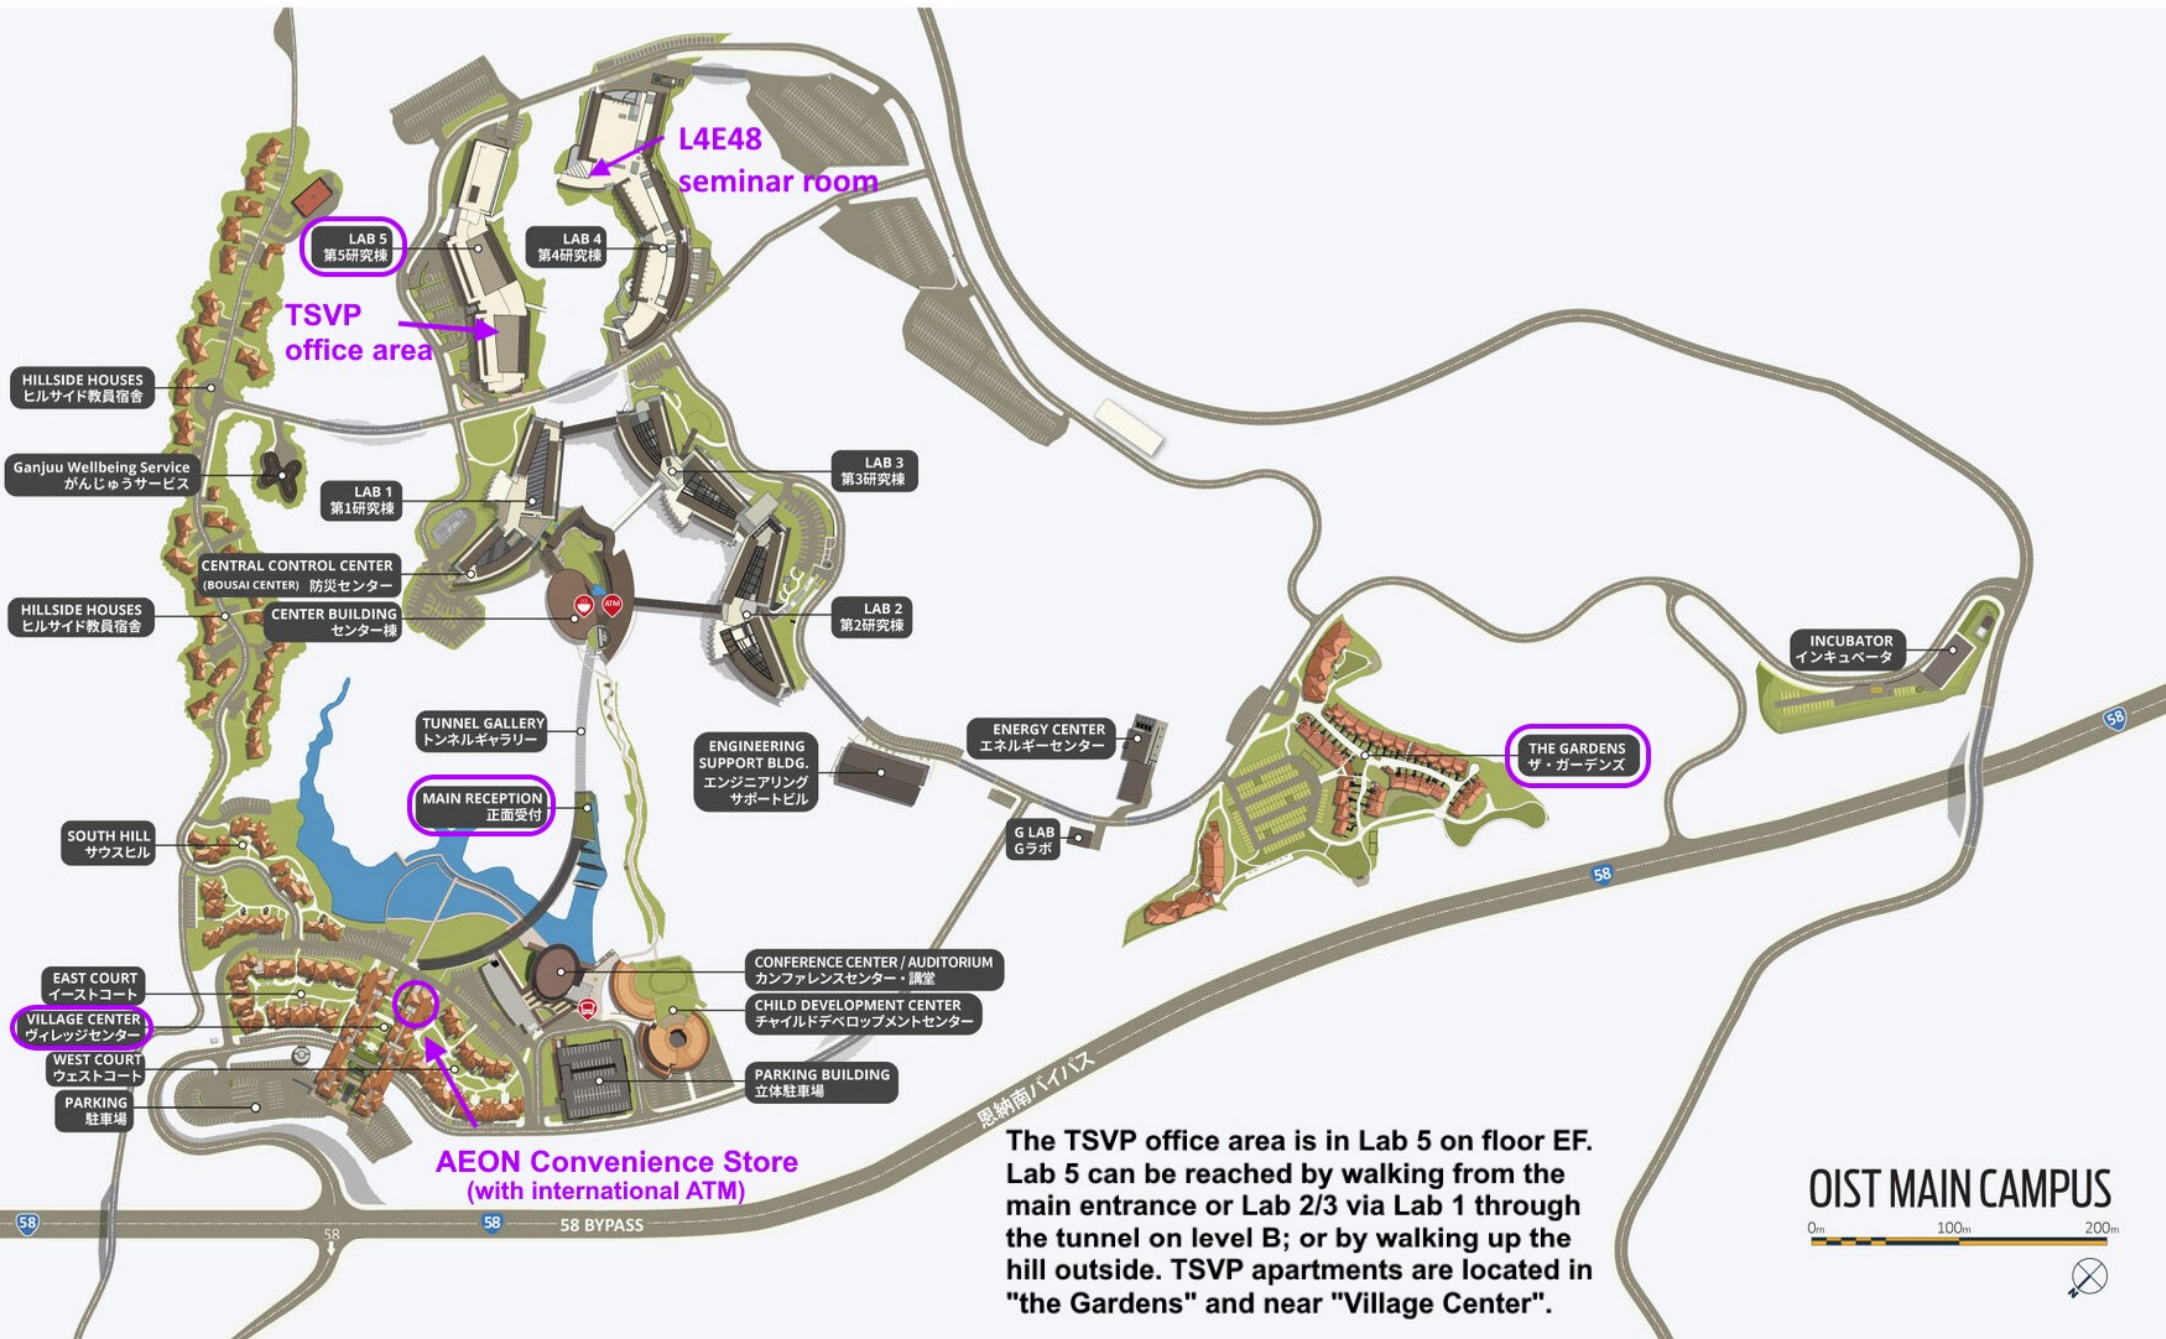 L4E48
seminar room
LAB 5
第5研究棟
LAB 4
第4研究棟
TSVP
office area
HILLSIDE HOUSES
ヒルサイド教員宿舎
Ganjuu Wellbeing Service
がんじゅうサービス
LAB 1
第1研究棟
LAB 3
第3研究棟
CENTRAL CONTROL CENTER
(BOUSAI CENTER) 防災センター
HILLSIDE HOUSES
ヒルサイド教員宿舎
CENTER BUILDING
センター棟
ATM
LAB 2
第2研究棟
INCUBATOR
インキュベータ
TUNNEL GALLERY
トンネルギャラリー
ENGINEERING
SUPPORT BLDG.
エンジニアリング
サポートビル
ENERGY CENTER
エネルギーセンター
THE GARDENS
ザ・ガーデンズ
58
MAIN RECEPTION
正面受付
SOUTH HILL
サウスヒル
G LAB
Gラボ
58
EAST COURT
イーストコート
VILLAGE CENTER
ヴィレッジセンター
WEST COURT
ウェストコート
PARKING
駐車場
CONFERENCE CENTER / AUDITORIUM
カンファレンスセンター・講堂
CHILD DEVELOPMENT CENTER
チャイルドデベロップメントセンター
PARKING BUILDING
立体駐車場
恩納南バイパス
AEON Convenience Store
(with international ATM)
58
58
58
58 BYPASS
The TSVP office area is in Lab 5 on floor EF.
Lab 5 can be reached by walking from the
main entrance or Lab 2/3 via Lab 1 through
the tunnel on level B; or by walking up the
hill outside. TSVP apartments are located in
"the Gardens" and near "Village Center".
OIST MAIN CAMPUS
0m 100m 200m
N